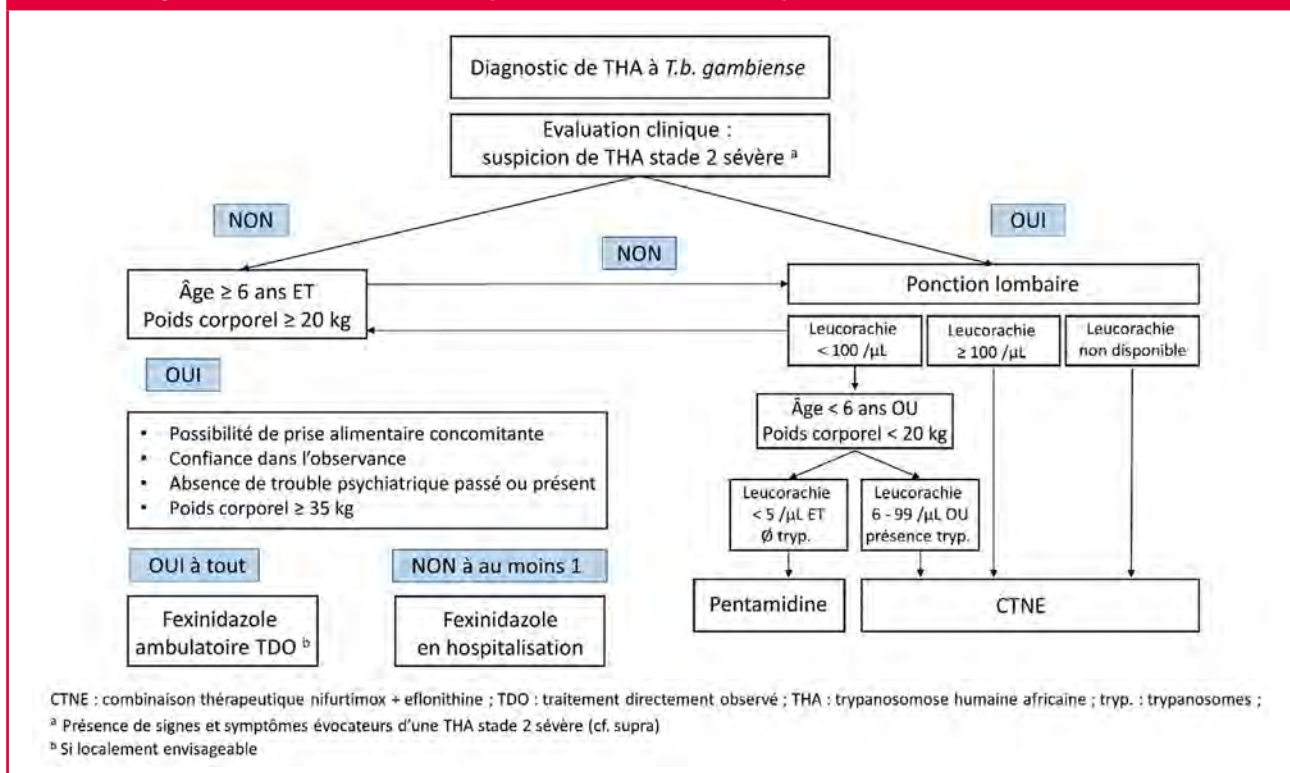 Diagnostic de THA à T.b. gambiense
Evaluation clinique :
suspicion de THA stade 2 sévère a
NON
OUI
NON
Âge ≥ 6 ans ET
Poids corporel ≥ 20 kg
Ponction lombaire
Leucorachie
< 100 /µL
Leucorachie
≥ 100 /µL
Leucorachie
non disponible
OUI
Âge < 6 ans OU
Poids corporel < 20 kg
• Possibilité de prise alimentaire concomitante
• Confiance dans l'observance
• Absence de trouble psychiatrique passé ou présent
• Poids corporel ≥ 35 kg
Leucorachie
< 5 /µL ET
Ø tryp.
Leucorachie
6 - 99 /µL OU
présence tryp.
OUI à tout
NON à au moins 1
Fexinidazole
ambulatoire TDO b
Fexinidazole
en hospitalisation
Pentamidine
CTNE
CTNE : combinaison thérapeutique nifurtimox + eflonithine ; TDO : traitement directement observé ; THA : trypanosomose humaine africaine ; tryp. : trypanosomes ;
a Présence de signes et symptômes évocateurs d'une THA stade 2 sévère (cf. supra)
b Si localement envisageable